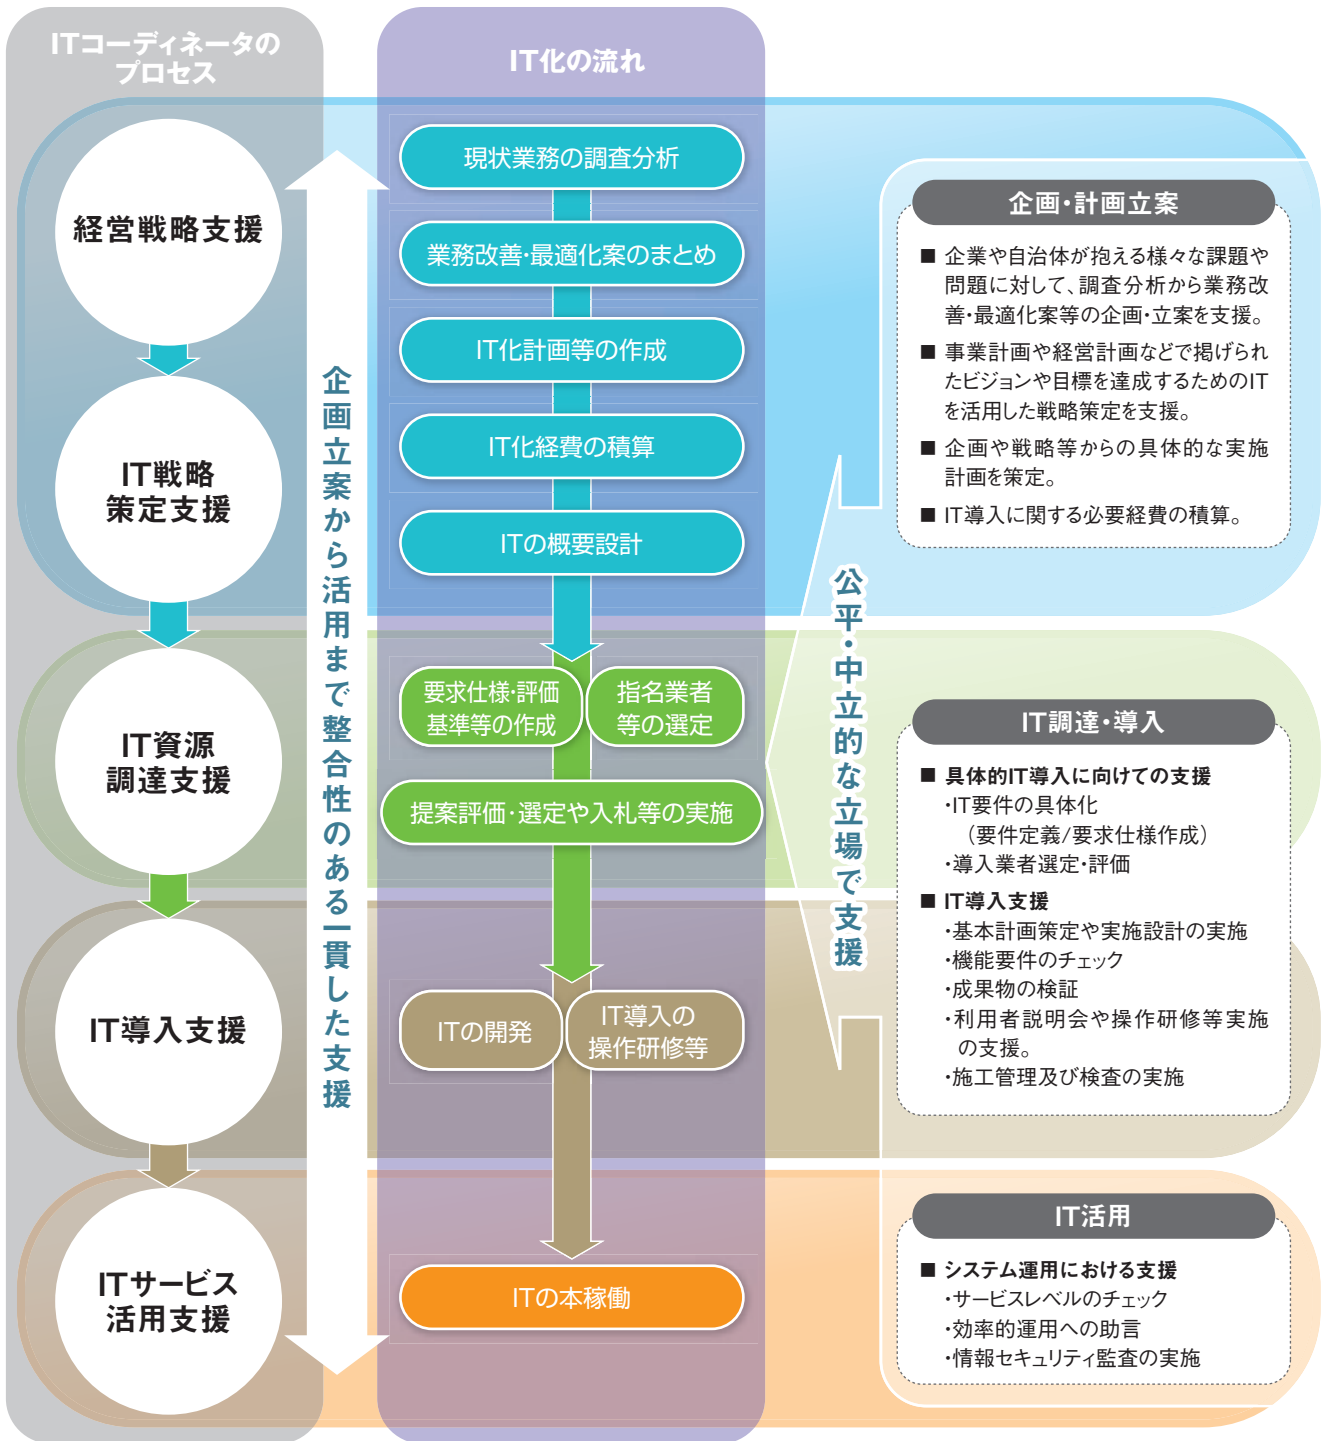 ITコーディネータの
プロセス
IT化の流れ
経営戦略支援
IT戦略
策定支援
IT資源
調達支援
IT導入支援
ITサービス
活用支援
企画立案から活用まで整合性のある一貫した支援
現状業務の調査分析
業務改善・最適化案のまとめ
IT化計画等の作成
IT化経費の積算
ITの概要設計
要求仕様・評価
基準等の作成
指名業者
等の選定
提案評価・選定や入札等の実施
ITの開発
IT導入の
操作研修等
ITの本稼働
公平・中立的な立場で支援
企画・計画立案
■ 企業や自治体が抱える様々な課題や
問題に対して、調査分析から業務改
善・最適化案等の企画・立案を支援。
■ 事業計画や経営計画などで掲げられ
たビジョンや目標を達成するためのIT
を活用した戦略策定を支援。
■ 企画や戦略等からの具体的な実施
計画を策定。
■ IT導入に関する必要経費の積算。
IT調達・導入
■ 具体的IT導入に向けての支援
・IT要件の具体化
（要件定義/要求仕様作成）
・導入業者選定・評価
■ IT導入支援
・基本計画策定や実施設計の実施
・機能要件のチェック
・成果物の検証
・利用者説明会や操作研修等実施
の支援。
・施工管理及び検査の実施
IT活用
■ システム運用における支援
・サービスレベルのチェック
・効率的運用への助言
・情報セキュリティ監査の実施